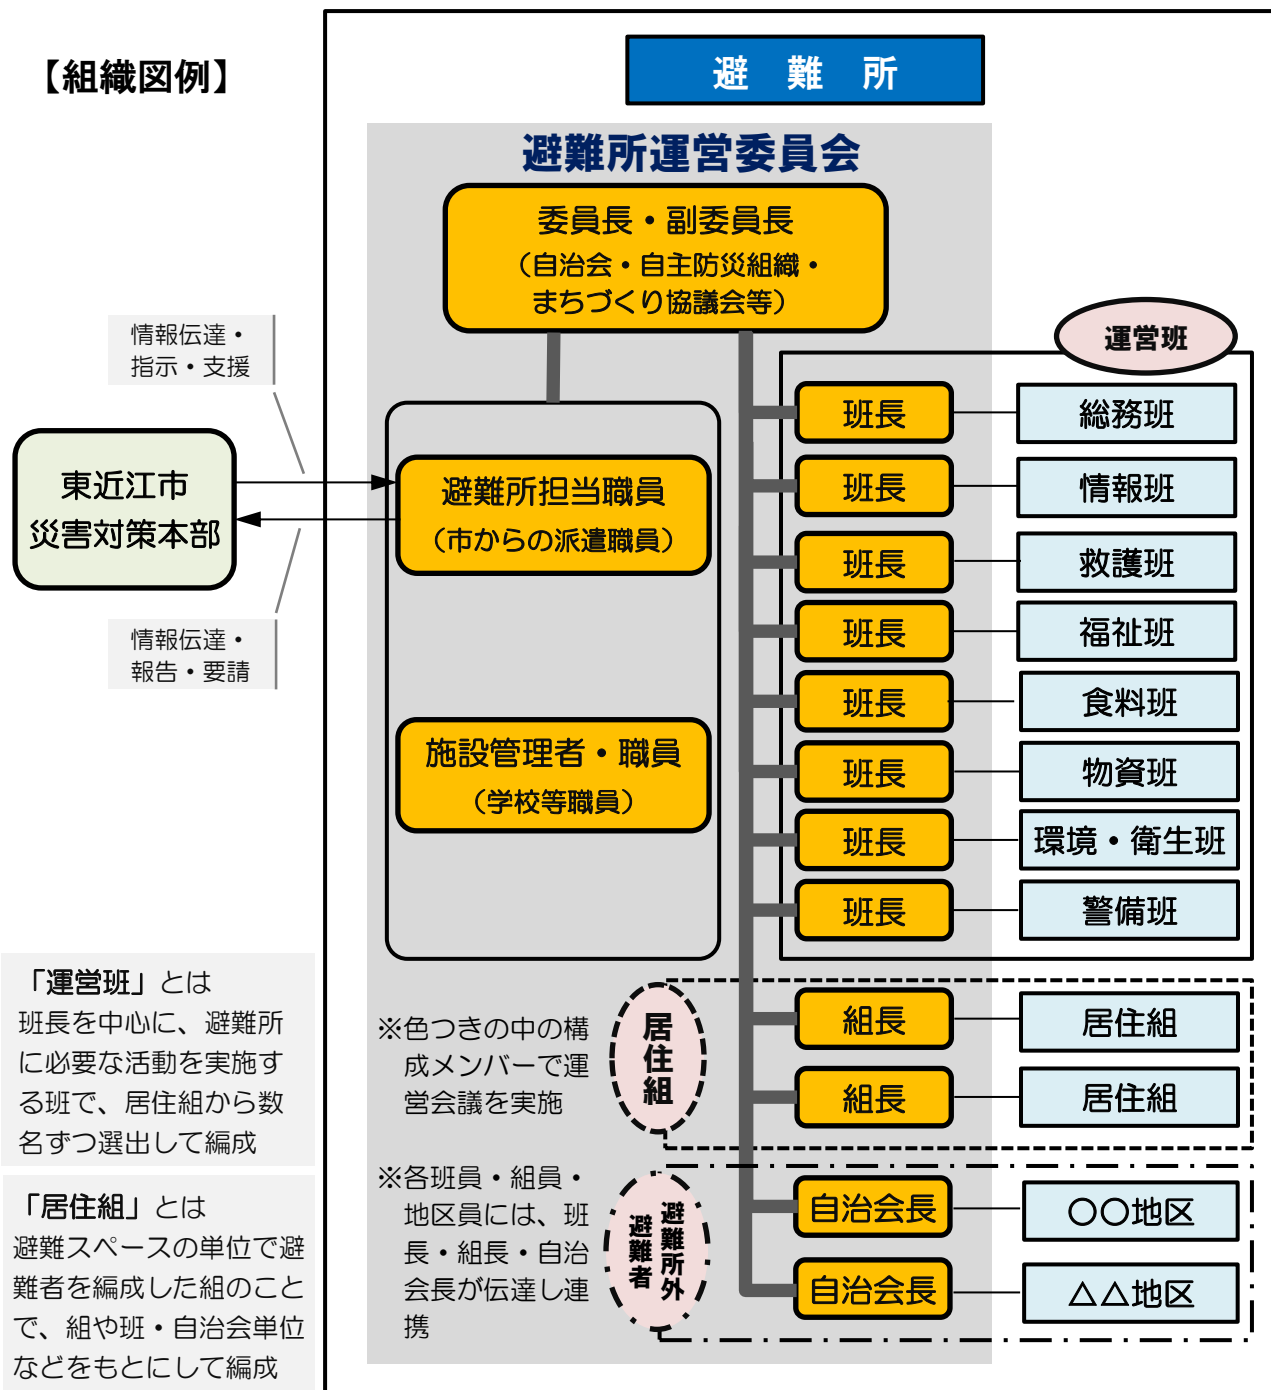 【組織図例】
避難所
避難所運営委員会
委員長・副委員長
（自治会・自主防災組織・
まちづくり協議会等）
情報伝達・
指示・支援
東近江市
災害対策本部
情報伝達・
報告・要請
避難所担当職員
（市からの派遣職員）
施設管理者・職員
（学校等職員）
運営班
班長
総務班
班長
情報班
班長
救護班
班長
福祉班
班長
食料班
班長
物資班
班長
環境・衛生班
班長
警備班
居住組
組長
居住組
組長
居住組
避難所外
避難者
自治会長
〇〇地区
自治会長
△△地区
※色つきの中の構
成メンバーで運
営会議を実施
※各班員・組員・
地区員には、班
長・組長・自治
会長が伝達し連
携
「運営班」とは
班長を中心に、避難所
に必要な活動を実施す
る班で、居住組から数
名ずつ選出して編成
「居住組」とは
避難スペースの単位で避
難者を編成した組のこと
で、組や班・自治会単位
などをもとにして編成